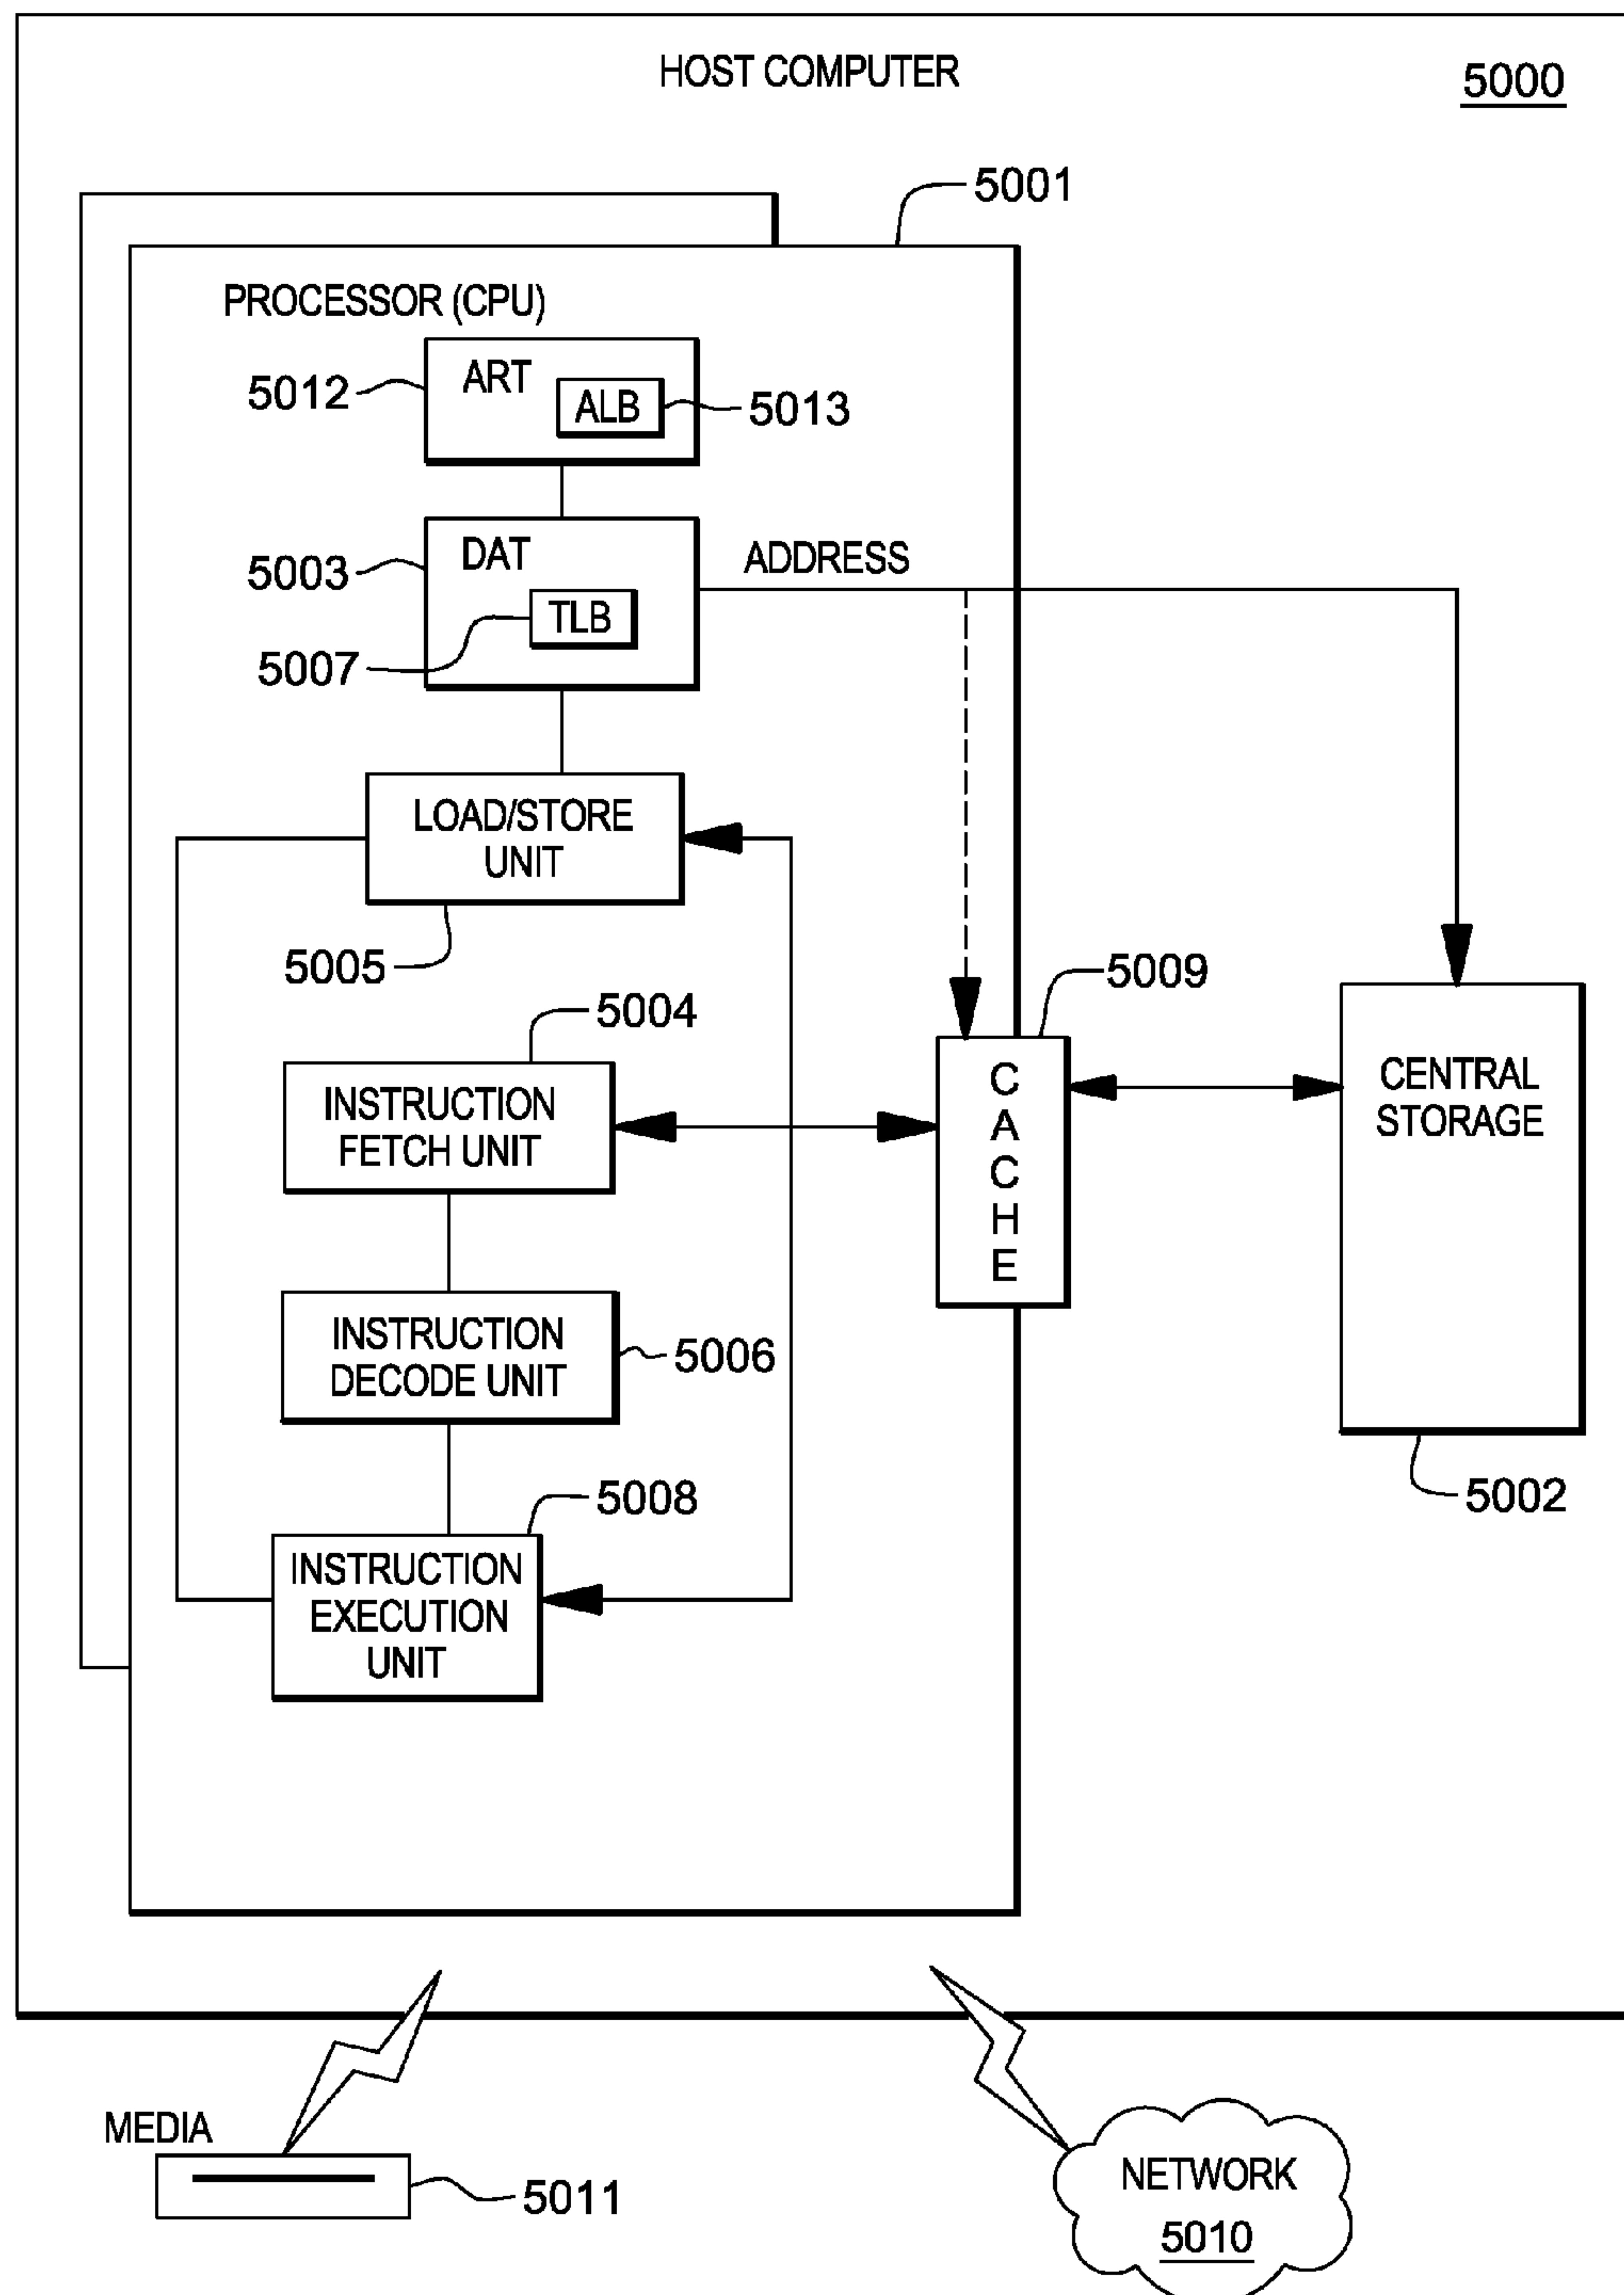 HOST COMPUTER
5000
5001
PROCESSOR (CPU)
ART
5012
ALB
5013
DAT
ADDRESS
5003
TLB
5007
LOAD/STORE
UNIT
5005
5009
5004
INSTRUCTION
FETCH UNIT
C
A
C
H
E
CENTRAL
STORAGE
INSTRUCTION
DECODE UNIT
5006
5002
5008
INSTRUCTION
EXECUTION
UNIT
MEDIA
5011
NETWORK
5010